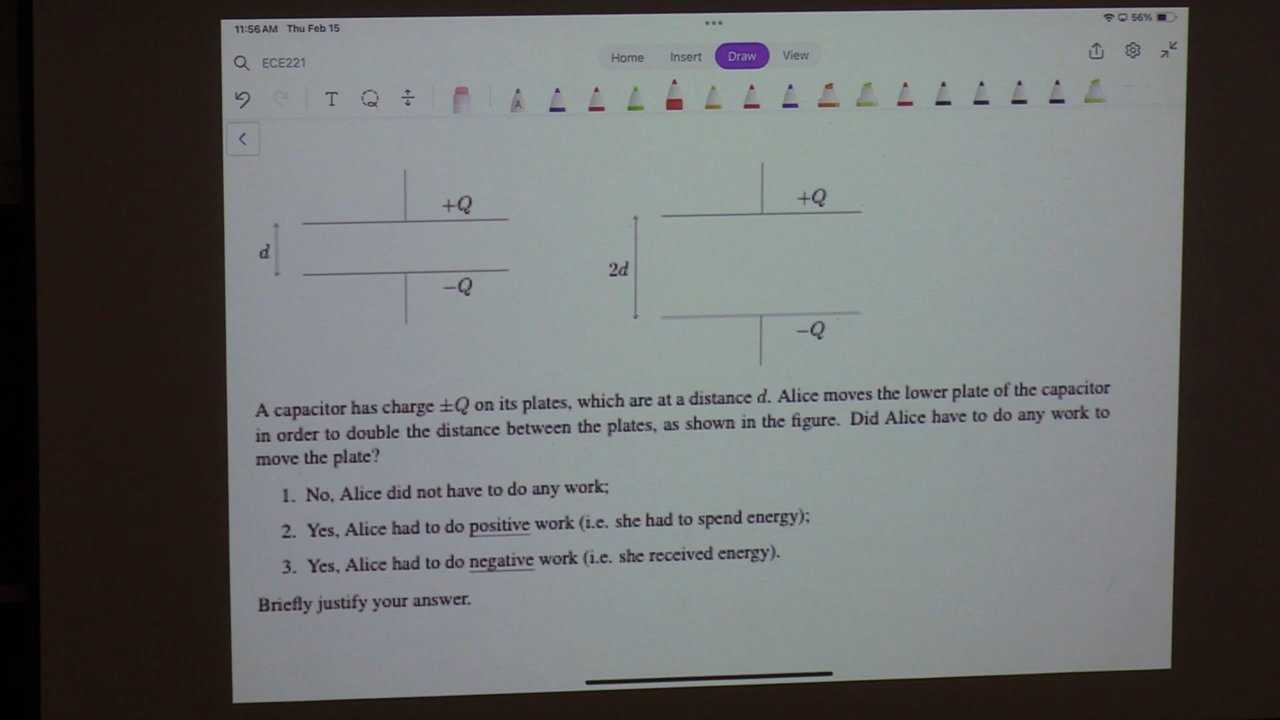 11:56 AM Thu Feb 15
56%
ECE221
Home Insert Draw View
T
A
+Q
d
−Q
+Q
2d
−Q
A capacitor has charge ±Q on its plates, which are at a distance d. Alice moves the lower plate of the capacitor
in order to double the distance between the plates, as shown in the figure. Did Alice have to do any work to
move the plate?
1. No, Alice did not have to do any work;
2. Yes, Alice had to do positive work (i.e. she had to spend energy);
3. Yes, Alice had to do negative work (i.e. she received energy).
Briefly justify your answer.